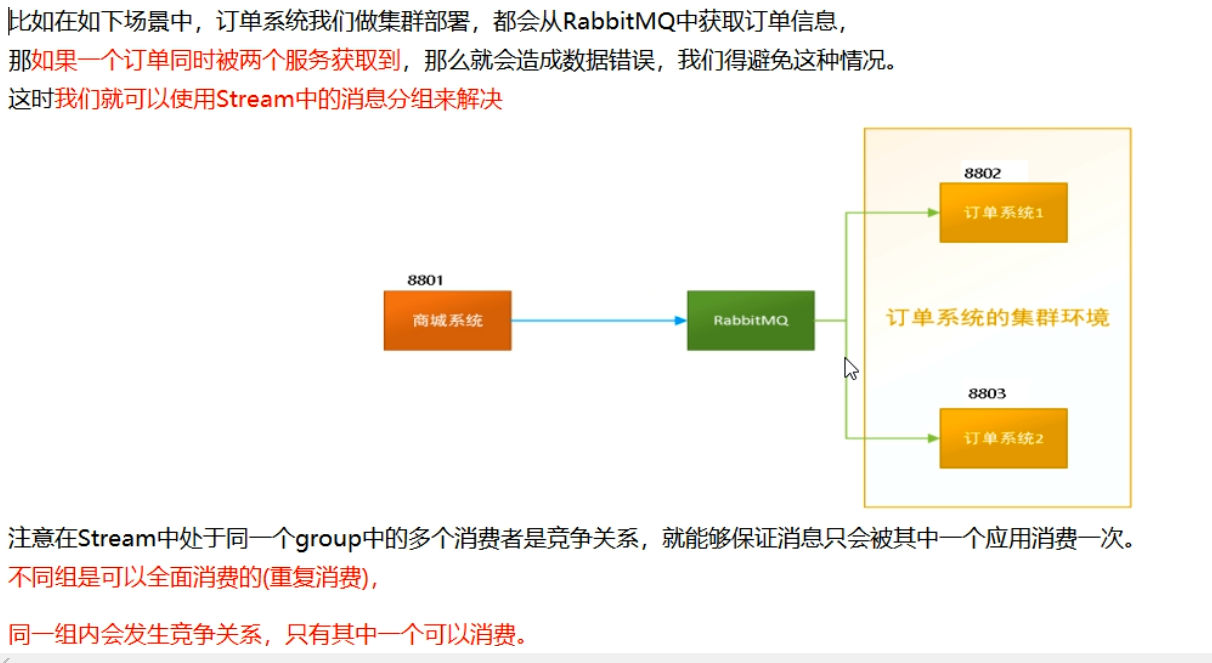 比如在如下场景中，订单系统我们做集群部署，都会从RabbitMQ中获取订单信息，
那如果一个订单同时被两个服务获取到，那么就会造成数据错误，我们得避免这种情况。
这时我们就可以使用Stream中的消息分组来解决
8802
订单系统1
8801
商城系统
RabbitMQ
订单系统的集群环境
8803
订单系统2
注意在Stream中处于同一个group中的多个消费者是竞争关系，就能够保证消息只会被其中一个应用消费一次。
不同组是可以全面消费的(重复消费)，
同一组内会发生竞争关系，只有其中一个可以消费。